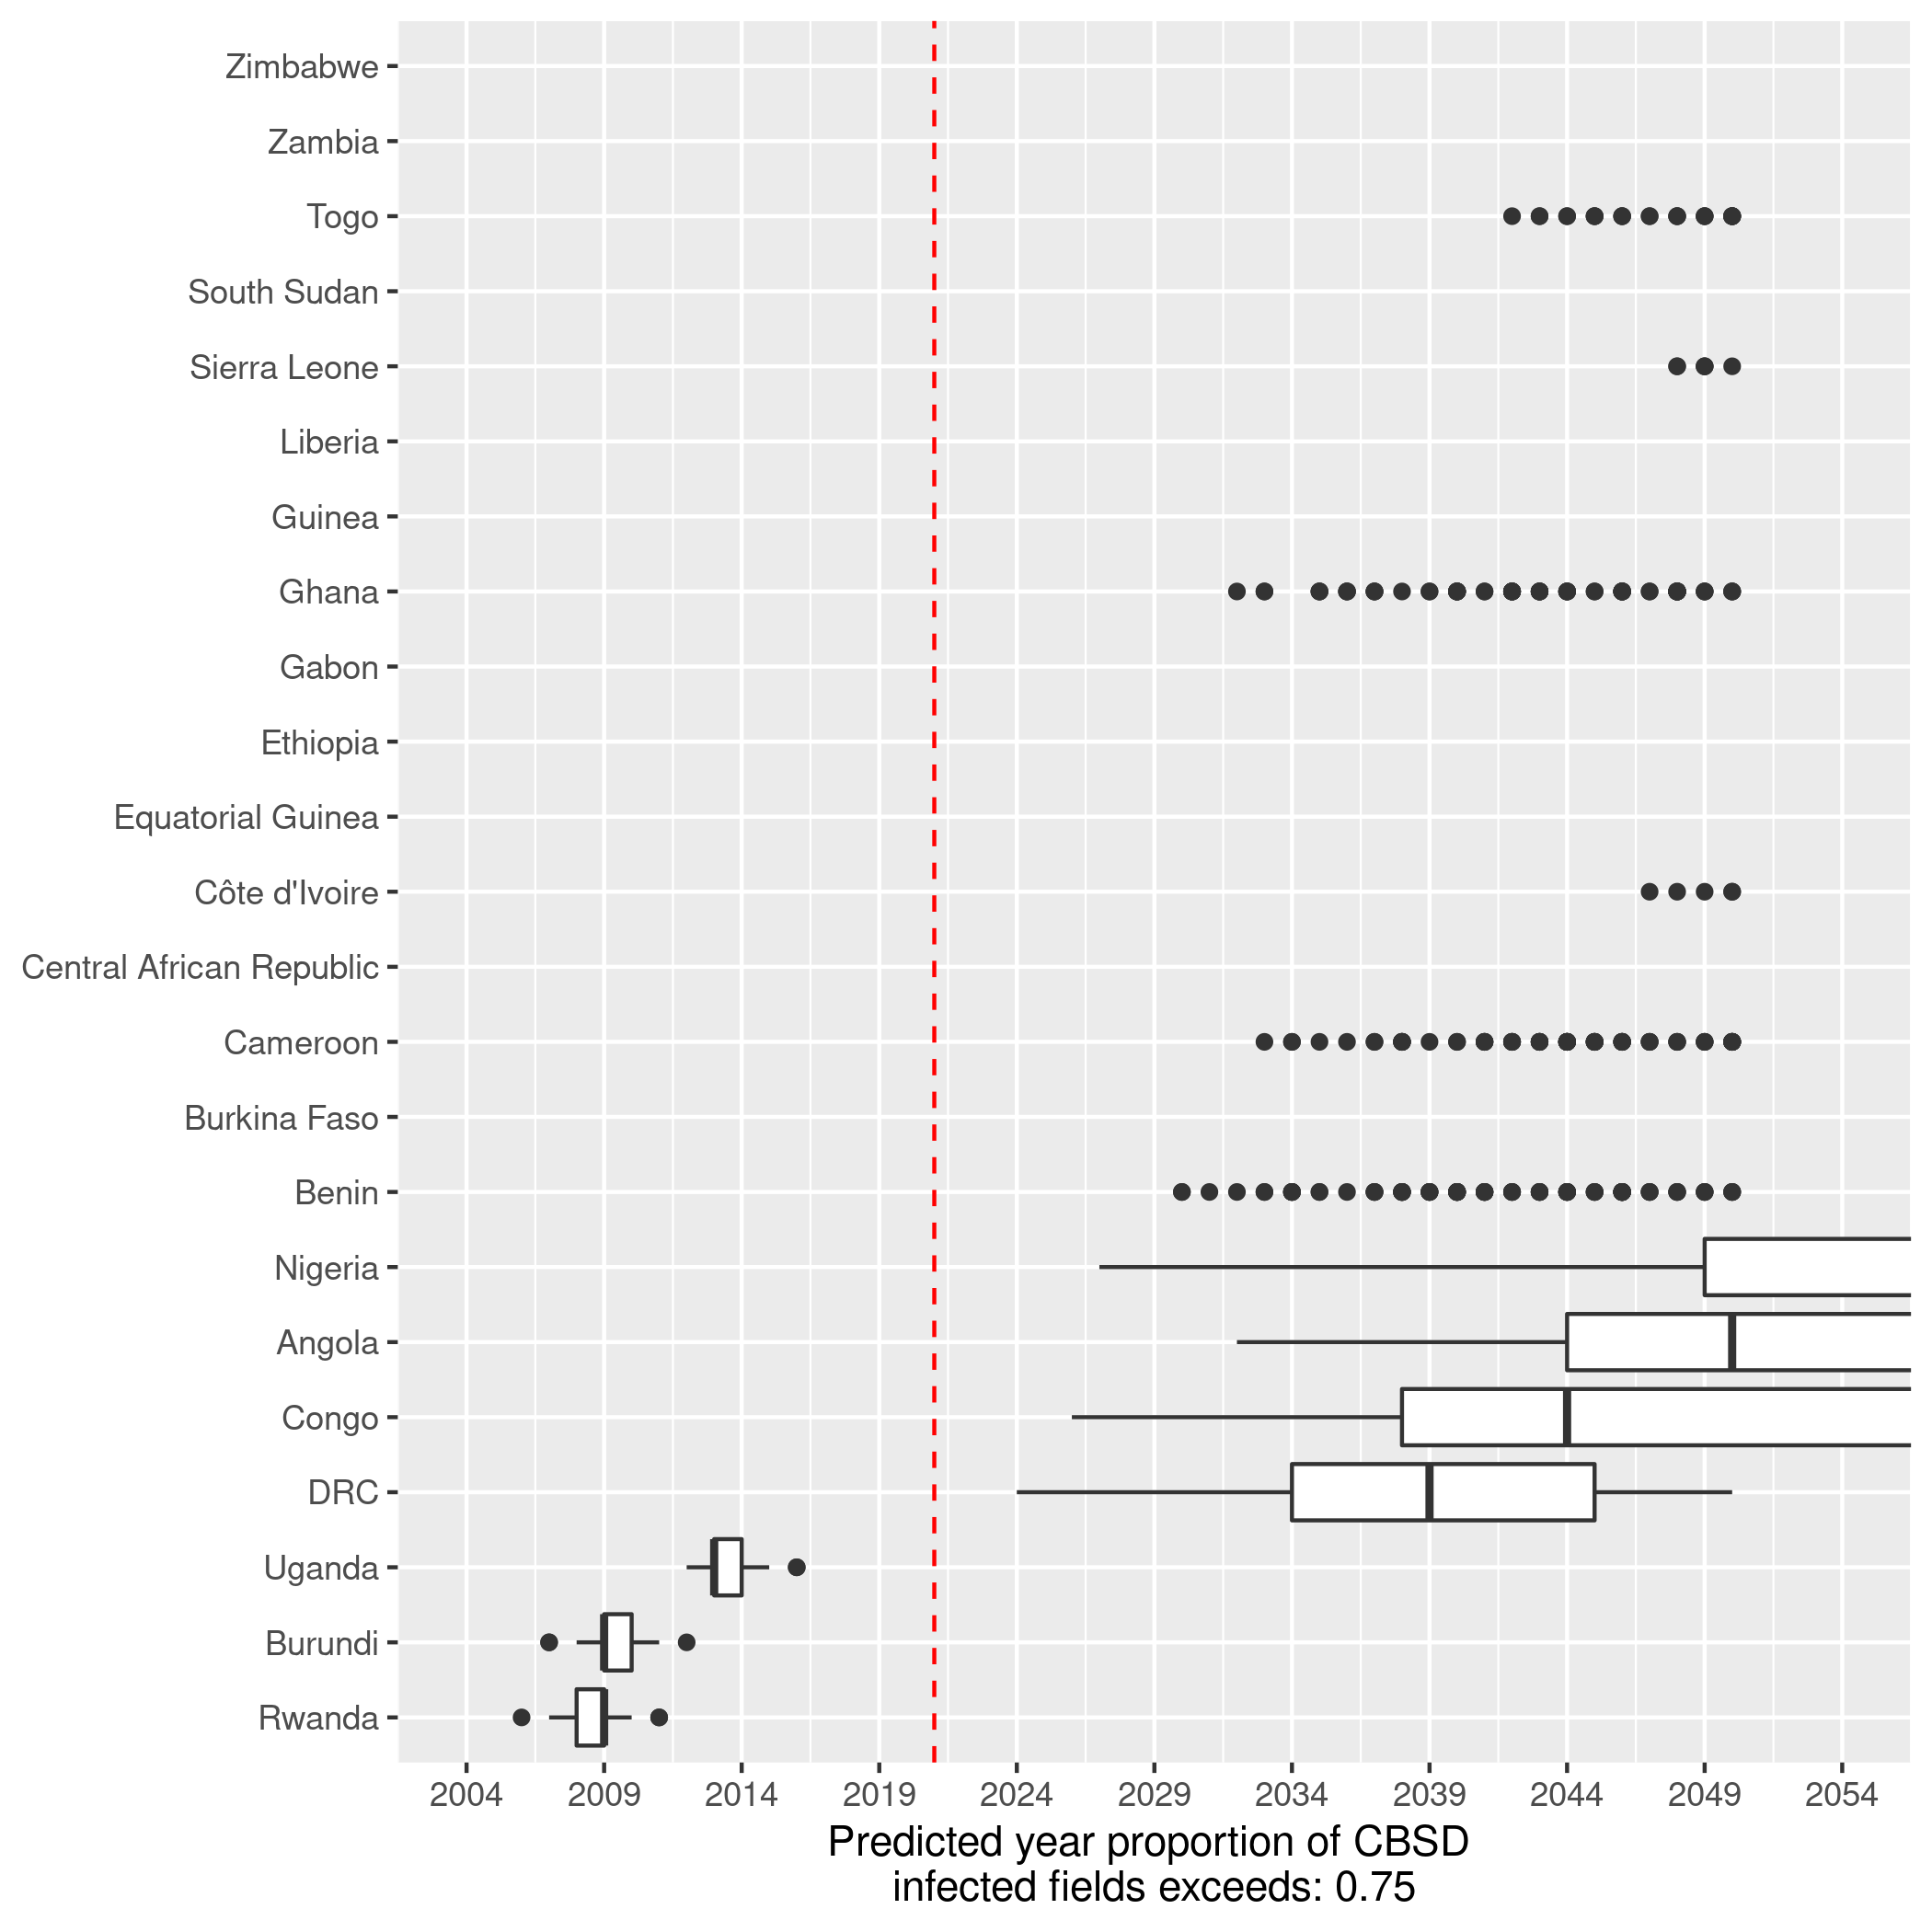 Zimbabwe
Zambia
Togo
South Sudan
Sierra Leone
Liberia
Guinea
Ghana
Gabon
Ethiopia
Equatorial Guinea
Côte d'Ivoire
Central African Republic
Cameroon
Burkina Faso
Benin
Nigeria
Angola
Congo
DRC
Uganda
Burundi
Rwanda
2004 2009 2014 2019 2024 2029 2034 2039 2044 2049 2054
Predicted year proportion of CBSD
infected fields exceeds: 0.75